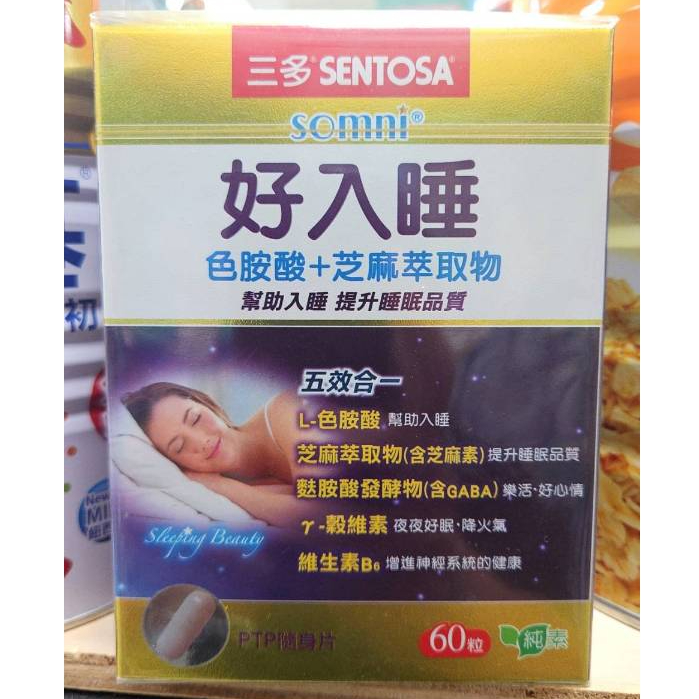 三多® SENTOSA®
somni®
好入睡
色胺酸+芝麻萃取物
幫助入睡 提升睡眠品質
五效合一
L-色胺酸 幫助入睡
芝麻萃取物(含芝麻素) 提升睡眠品質
麩胺酸發酵物(含GABA) 樂活·好心情
γ-穀維素 夜夜好眠·降火氣
維生素B6 增進神經系統的健康
Sleeping Beauty
PTP隨身片
60粒
純素
初
New